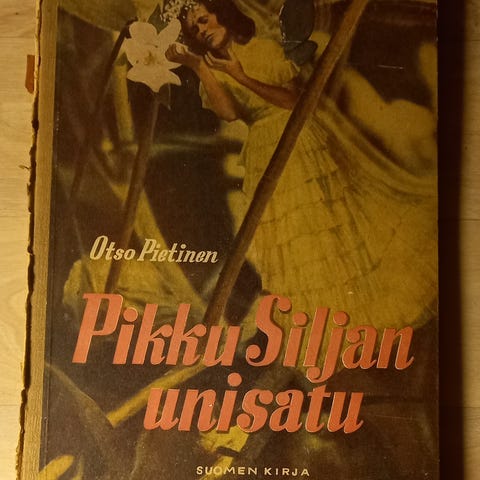 Otso Pietinen
Pikku Siljan
unisatu
SUOMEN KIRJA